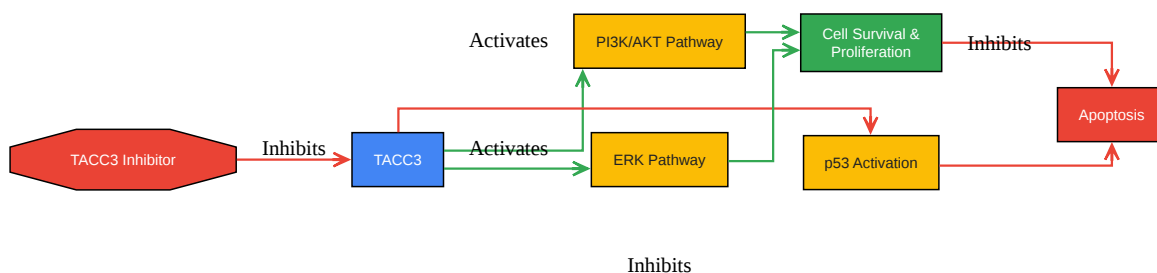 Activates
PI3K/AKT Pathway
Cell Survival &
Proliferation
Inhibits
Apoptosis
TACC3 Inhibitor
Inhibits
TACC3
Activates
ERK Pathway
p53 Activation
Inhibits